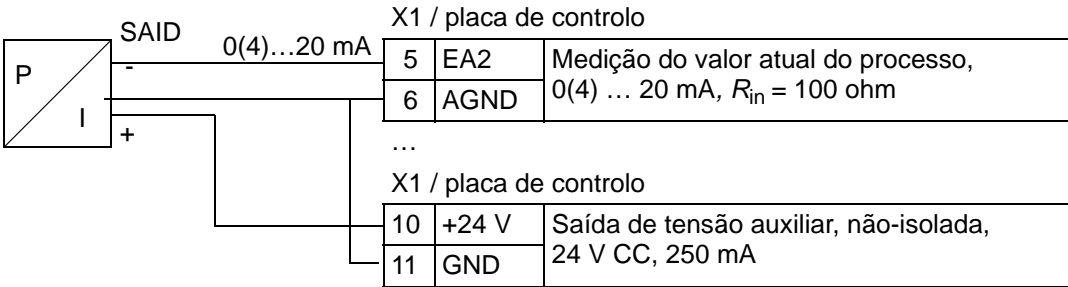 X1 / placa de controlo
SAID
0(4)…20 mA
P
I
-
+
5 EA2 Medição do valor atual do processo,
6 AGND 0(4) … 20 mA, Rin = 100 ohm
…
X1 / placa de controlo
10 +24 V Saída de tensão auxiliar, não-isolada,
11 GND 24 V CC, 250 mA